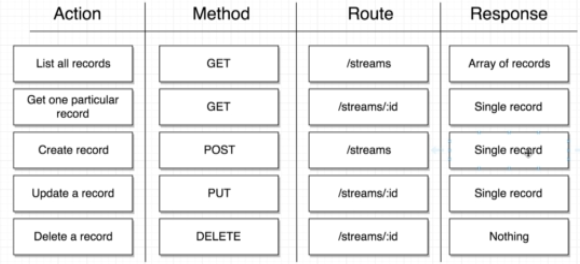 Action Method Route Response
List all records GET /streams Array of records
Get one particular
record GET /streams/:id Single record
Create record POST /streams Single record
Update a record PUT /streams/:id Single record
Delete a record DELETE /streams/:id Nothing